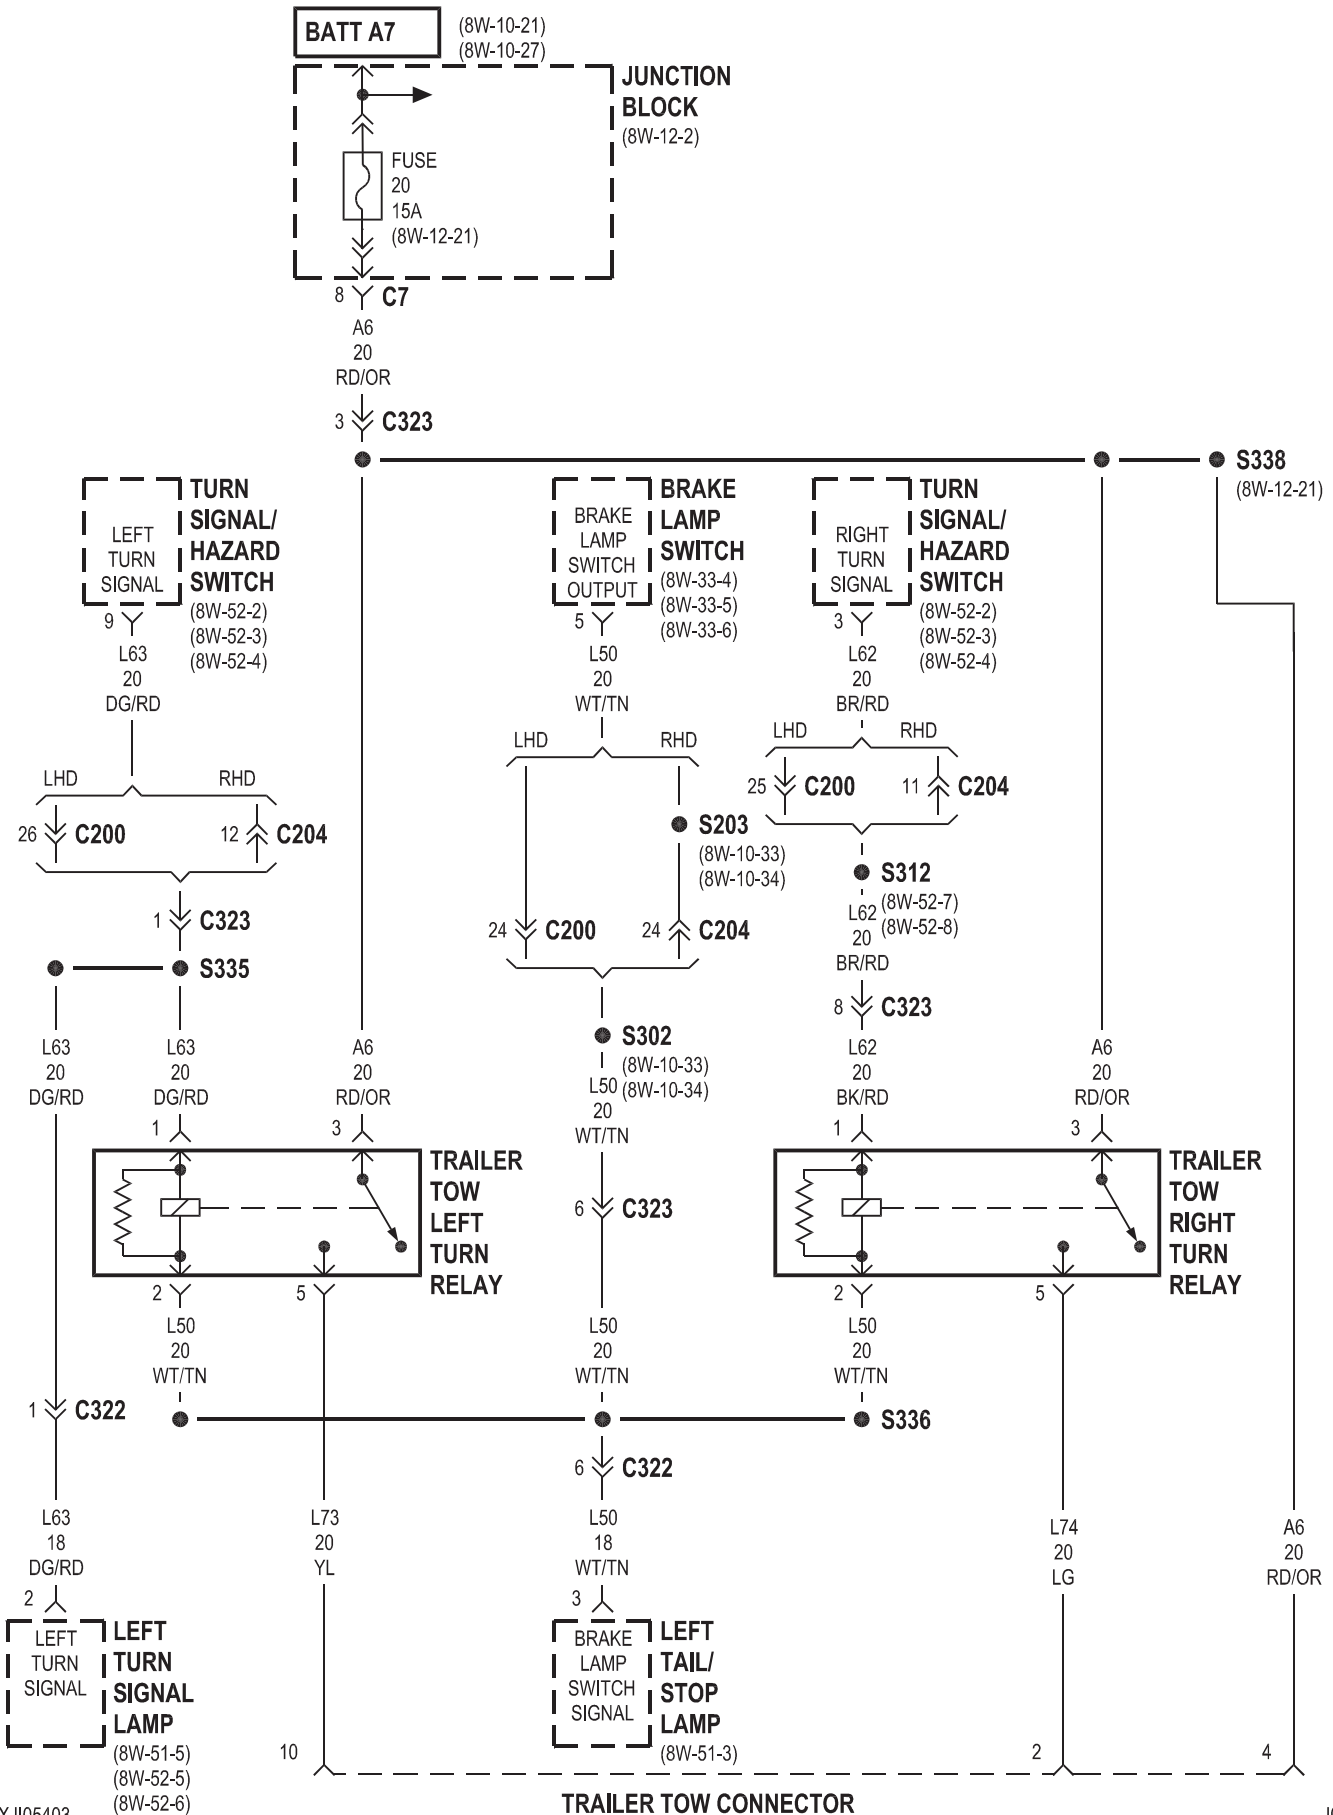 BATT A7
(8W-10-21)
(8W-10-27)
JUNCTION
BLOCK
(8W-12-2)
FUSE
20
15A
(8W-12-21)
8 C7
A6
20
RD/OR
3 C323
S338
(8W-12-21)
LEFT
TURN
SIGNAL
TURN
SIGNAL/
HAZARD
SWITCH
(8W-52-2)
(8W-52-3)
(8W-52-4)
9
L63
20
DG/RD
LHD RHD
26 C200 12 C204
1 C323
S335
BRAKE
LAMP
SWITCH
OUTPUT
BRAKE
LAMP
SWITCH
(8W-33-4)
(8W-33-5)
(8W-33-6)
5
L50
20
WT/TN
LHD RHD
S203
(8W-10-33)
(8W-10-34)
24 C200 24 C204
S302
(8W-10-33)
(8W-10-34)
L50
20
WT/TN
RIGHT
TURN
SIGNAL
TURN
SIGNAL/
HAZARD
SWITCH
(8W-52-2)
(8W-52-3)
(8W-52-4)
3
L62
20
BR/RD
LHD RHD
25 C200 11 C204
S312
(8W-52-7)
(8W-52-8)
L62
20
BR/RD
8 C323
L63
20
DG/RD
L63
20
DG/RD
A6
20
RD/OR
L62
20
BK/RD
A6
20
RD/OR
1 3
TRAILER
TOW
LEFT
TURN
RELAY
2 5
6 C323
1 3
TRAILER
TOW
RIGHT
TURN
RELAY
2 5
L50
20
WT/TN
L50
20
WT/TN
L50
20
WT/TN
1 C322
S336
6 C322
L63
18
DG/RD
L73
20
YL
L50
18
WT/TN
L74
20
LG
A6
20
RD/OR
2
LEFT
TURN
SIGNAL
LEFT
TURN
SIGNAL
LAMP
(8W-51-5)
(8W-52-5)
(8W-52-6)
3
BRAKE
LAMP
SWITCH
SIGNAL
LEFT
TAIL/
STOP
LAMP
(8W-51-3)
10 2 4
TRAILER TOW CONNECTOR